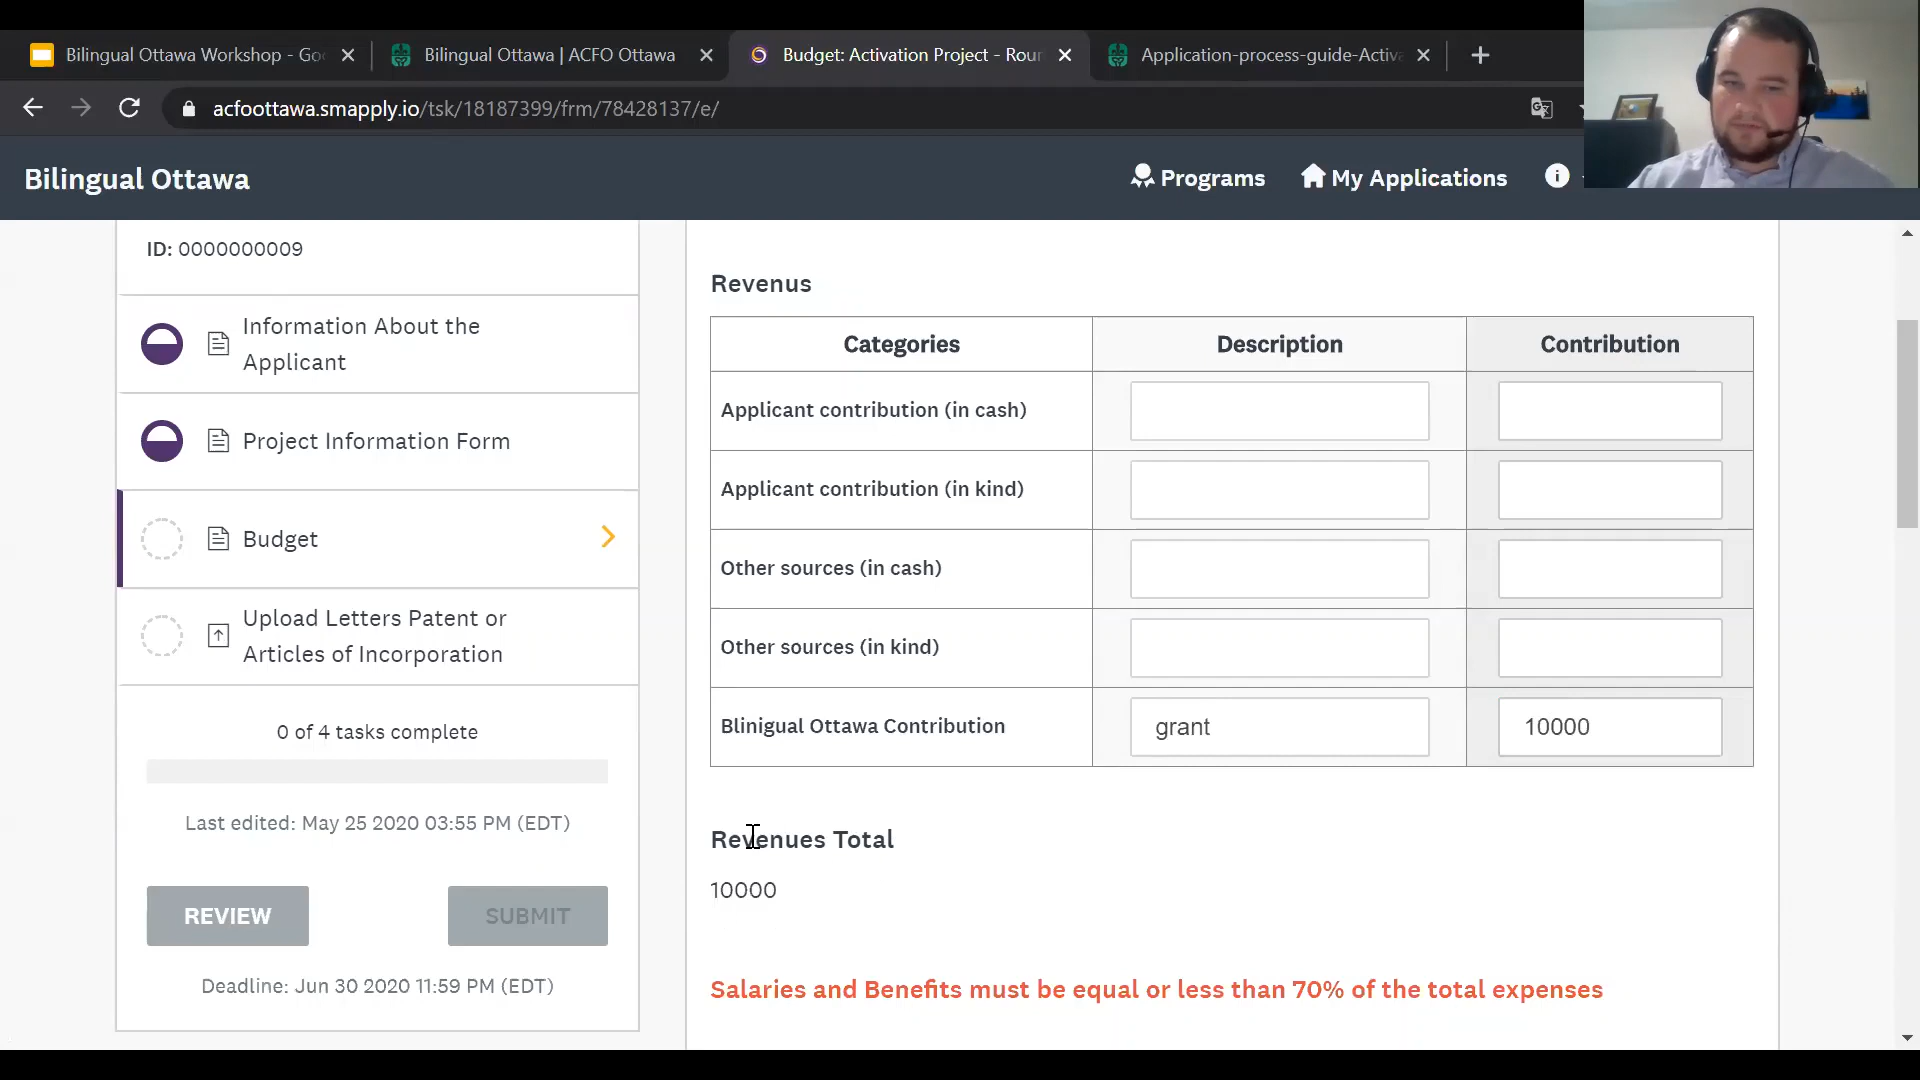 Bilingual Ottawa Workshop - Goo
Bilingual Ottawa | ACFO Ottawa
Budget: Activation Project - Roun
Application-process-guide-Activa
acfoottawa.smapply.io/tsk/18187399/frm/78428137/e/
Bilingual Ottawa
Programs
My Applications
ID: 0000000009
Information About the
Applicant
Project Information Form
Budget
Upload Letters Patent or
Articles of Incorporation
0 of 4 tasks complete
Last edited: May 25 2020 03:55 PM (EDT)
REVIEW
SUBMIT
Deadline: Jun 30 2020 11:59 PM (EDT)
Revenus
Categories Description Contribution
Applicant contribution (in cash)
Applicant contribution (in kind)
Other sources (in cash)
Other sources (in kind)
Blinigual Ottawa Contribution grant 10000
Revenues Total
10000
Salaries and Benefits must be equal or less than 70% of the total expenses